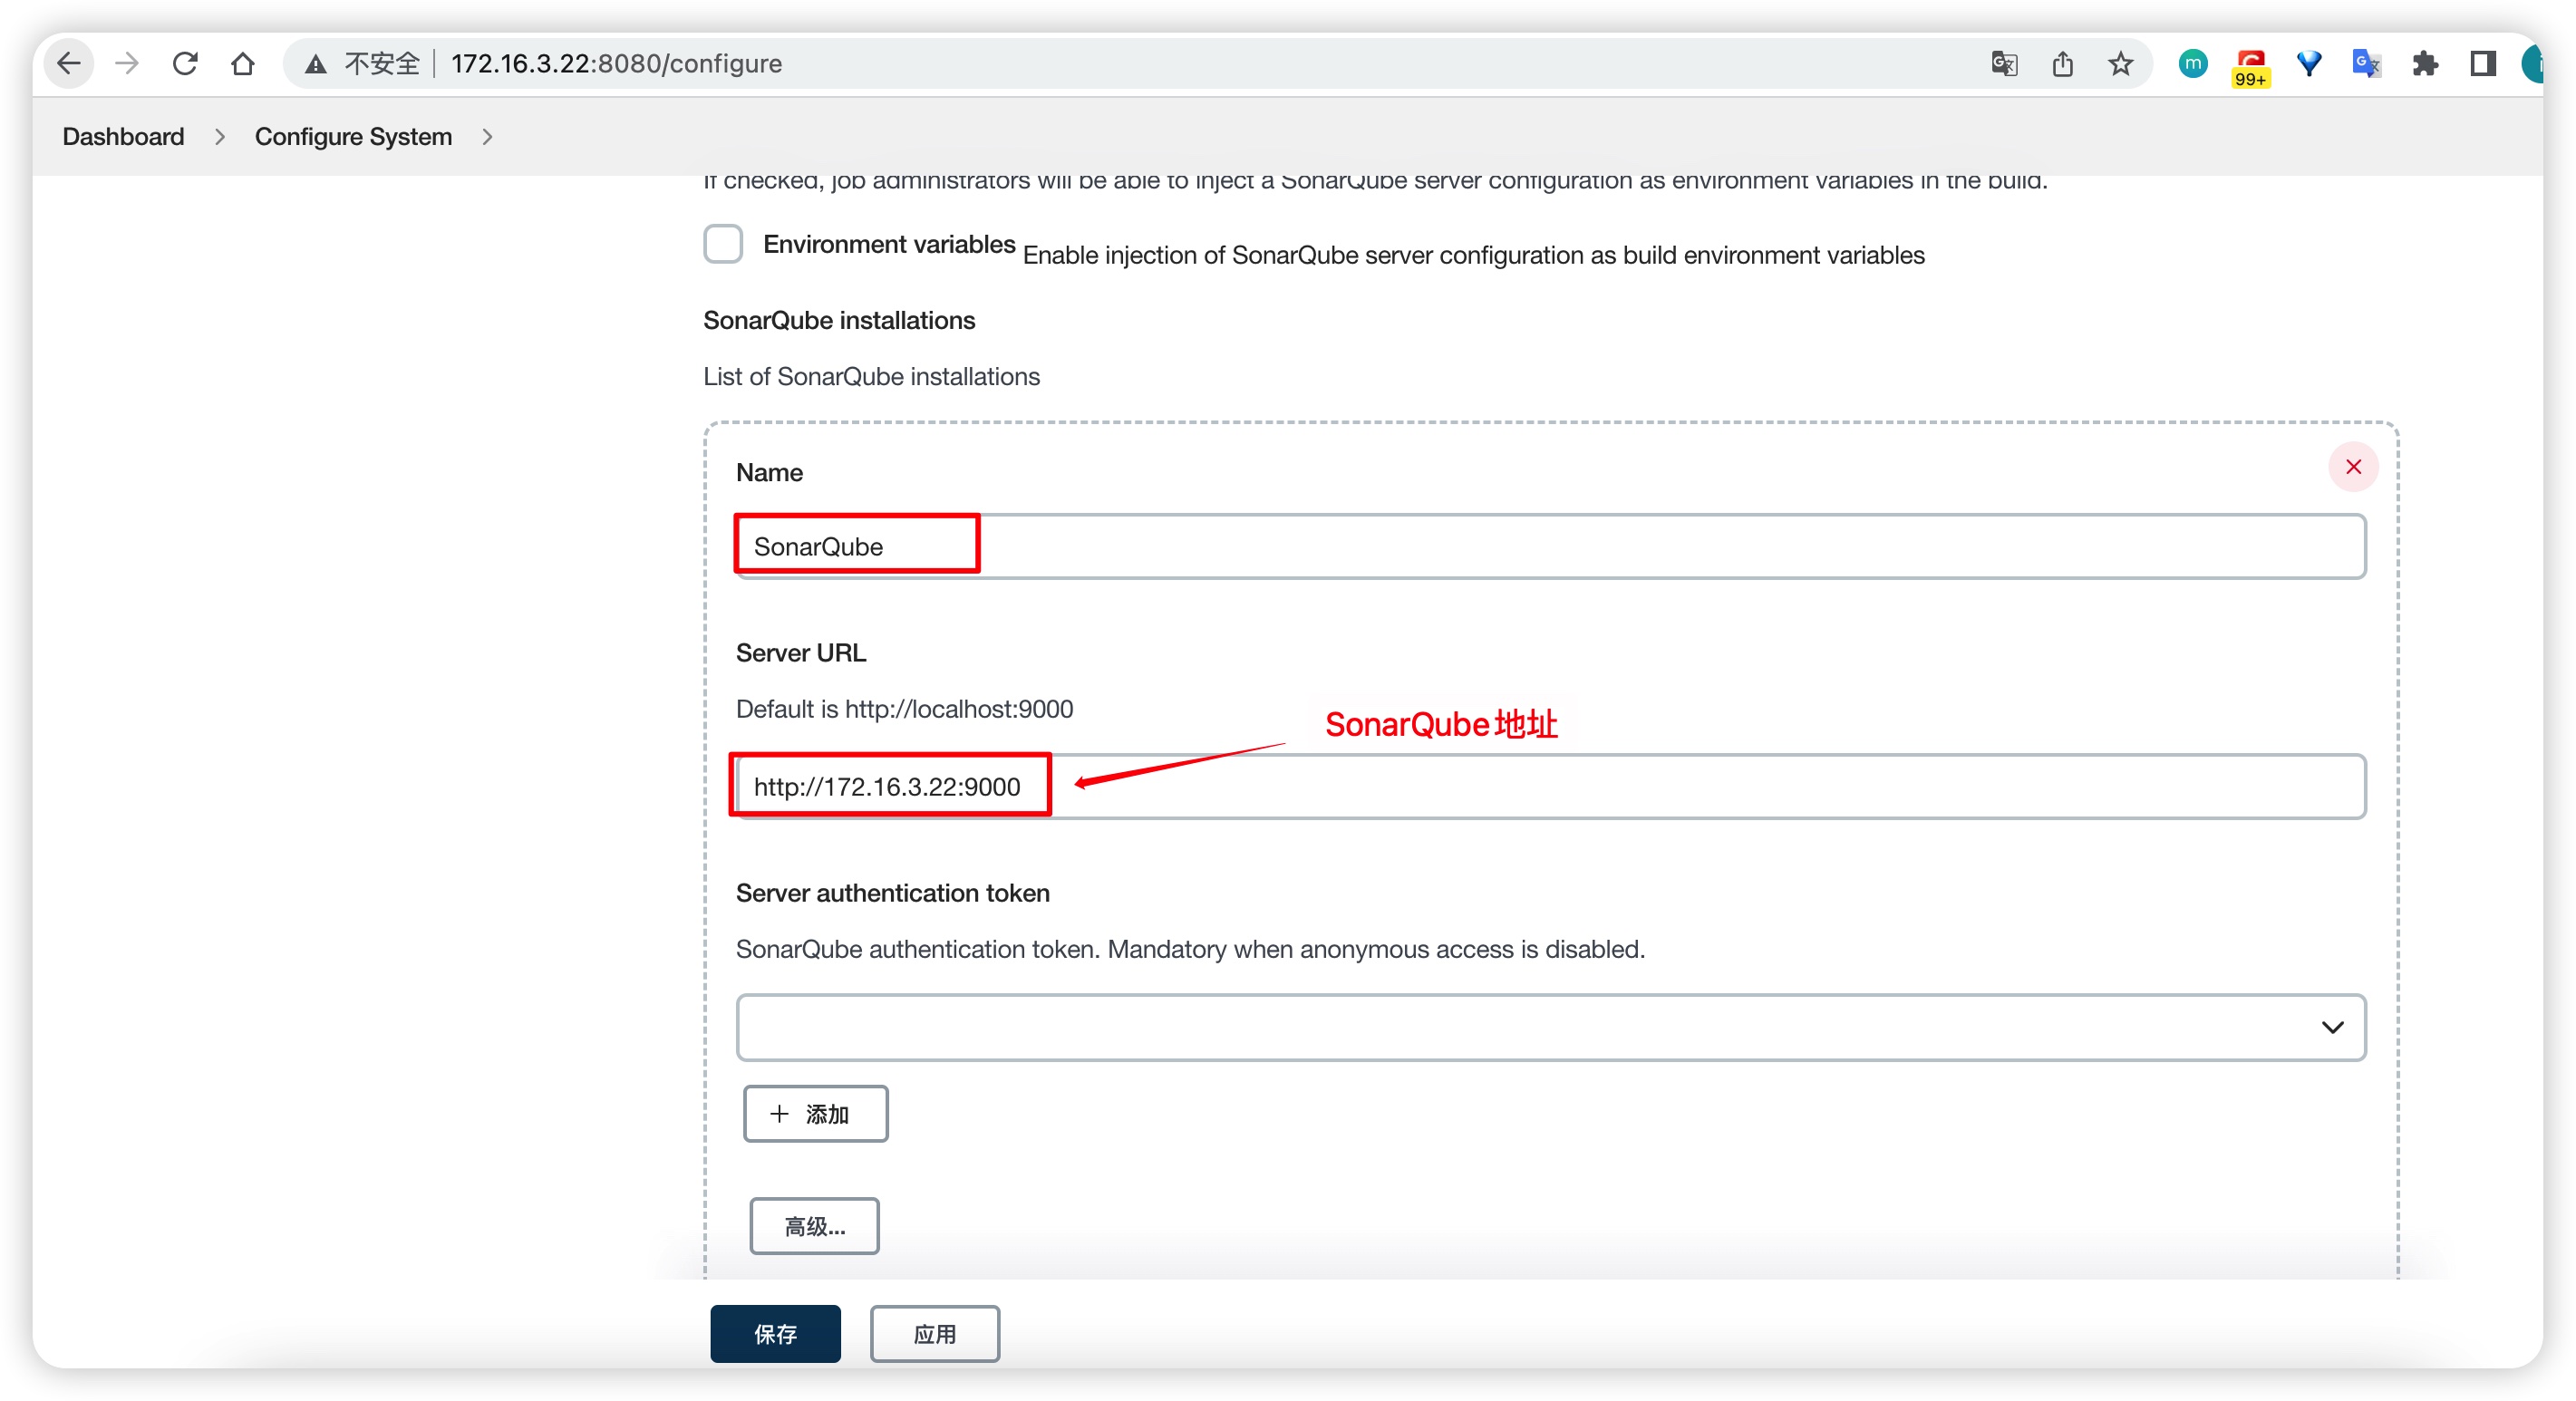 不安全 172.16.3.22:8080/configure
m
99+
Dashboard > Configure System >
If checked, job administrators will be able to inject a SonarQube server configuration as environment variables in the build.
Environment variables Enable injection of SonarQube server configuration as build environment variables
SonarQube installations
List of SonarQube installations
Name
SonarQube
Server URL
Default is http://localhost:9000
SonarQube地址
http://172.16.3.22:9000
Server authentication token
SonarQube authentication token. Mandatory when anonymous access is disabled.
+ 添加
高级...
保存 应用